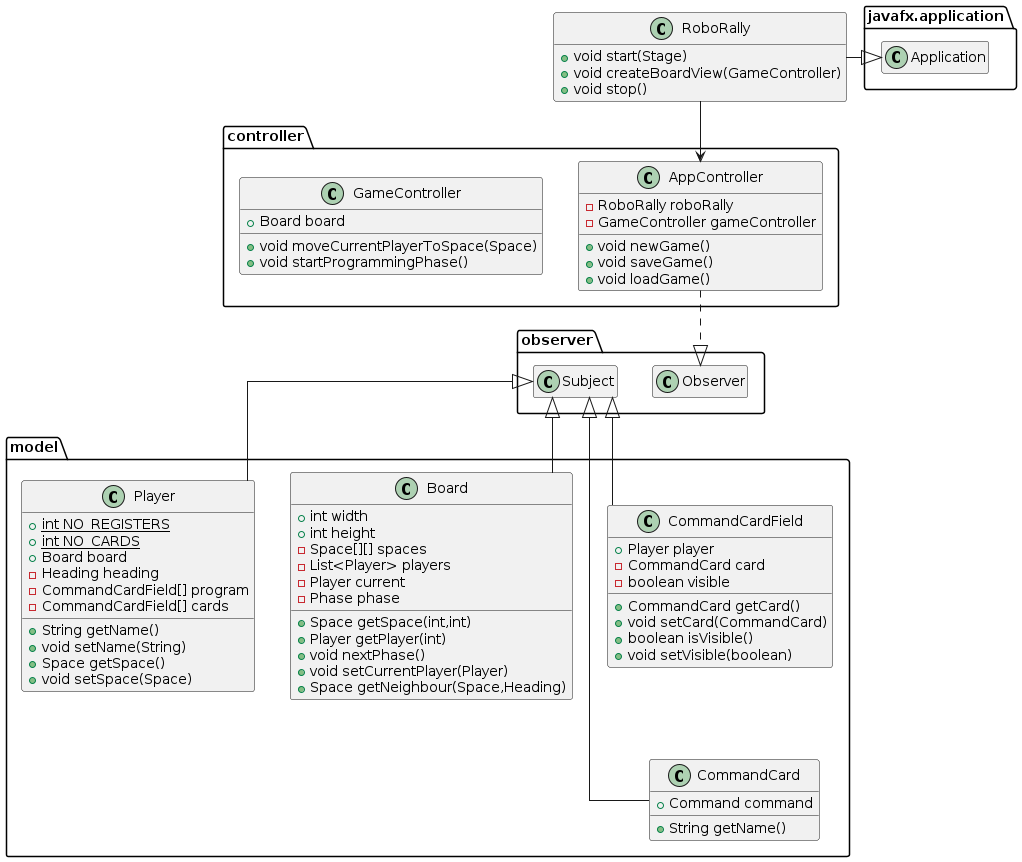 javafx.application
C Application
C RoboRally
void start(Stage)
void createBoardView(GameController)
void stop()
controller
C GameController
Board board
void moveCurrentPlayerToSpace(Space)
void startProgrammingPhase()
C AppController
RoboRally roboRally
GameController gameController
void newGame()
void saveGame()
void loadGame()
observer
C Subject
C Observer
model
C Player
int NO_REGISTERS
int NO_CARDS
Board board
Heading heading
CommandCardField[] program
CommandCardField[] cards
String getName()
void setName(String)
Space getSpace()
void setSpace(Space)
C Board
int width
int height
Space[][] spaces
List<Player> players
Player current
Phase phase
Space getSpace(int,int)
Player getPlayer(int)
void nextPhase()
void setCurrentPlayer(Player)
Space getNeighbour(Space,Heading)
C CommandCardField
Player player
CommandCard card
boolean visible
CommandCard getCard()
void setCard(CommandCard)
boolean isVisible()
void setVisible(boolean)
C CommandCard
Command command
String getName()